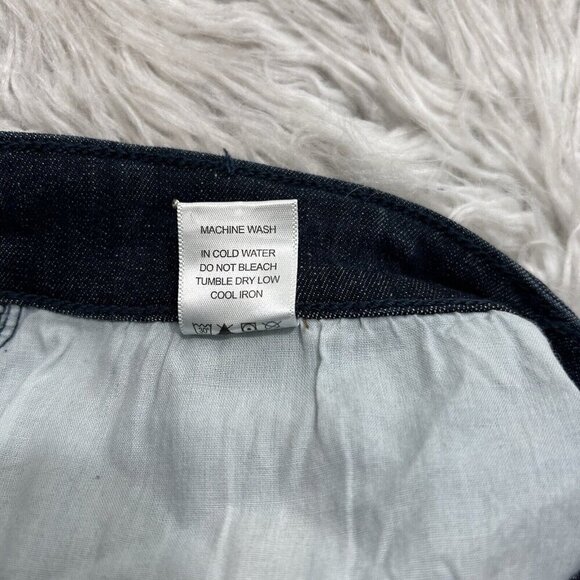 MACHINE WASH
IN COLD WATER
DO NOT BLEACH
TUMBLE DRY LOW
COOL IRON